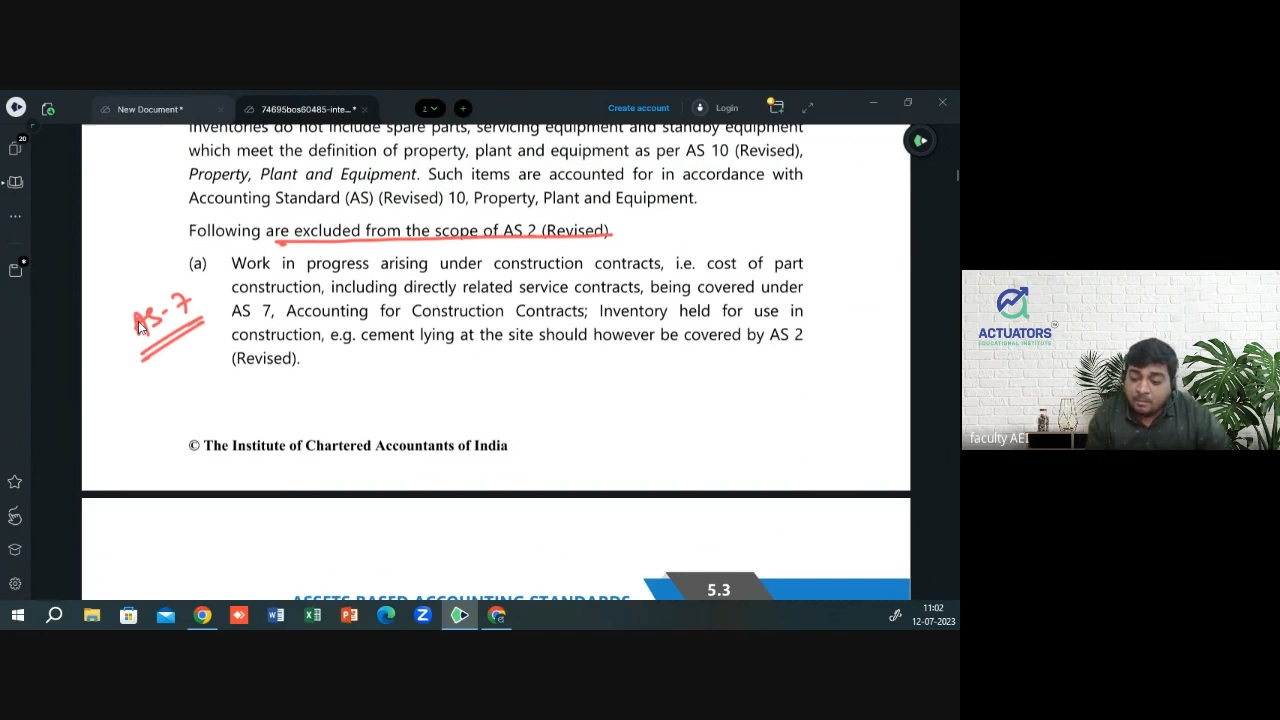 New Document*
74695bos60485-inte... *
2
Create account
Login
20
Inventories do not include spare parts, servicing equipment and standby equipment
which meet the definition of property, plant and equipment as per AS 10 (Revised),
Property, Plant and Equipment. Such items are accounted for in accordance with
Accounting Standard (AS) (Revised) 10, Property, Plant and Equipment.
Following are excluded from the scope of AS 2 (Revised).
(a) Work in progress arising under construction contracts, i.e. cost of part
construction, including directly related service contracts, being covered under
AS 7, Accounting for Construction Contracts; Inventory held for use in
construction, e.g. cement lying at the site should however be covered by AS 2
(Revised).
AS-7
© The Institute of Chartered Accountants of India
ASSETS BASED ACCOUNTING STANDARDS
5.3
ACTUATORS
EDUCATIONAL INSTITUTE
faculty AEI
11:02
12-07-2023